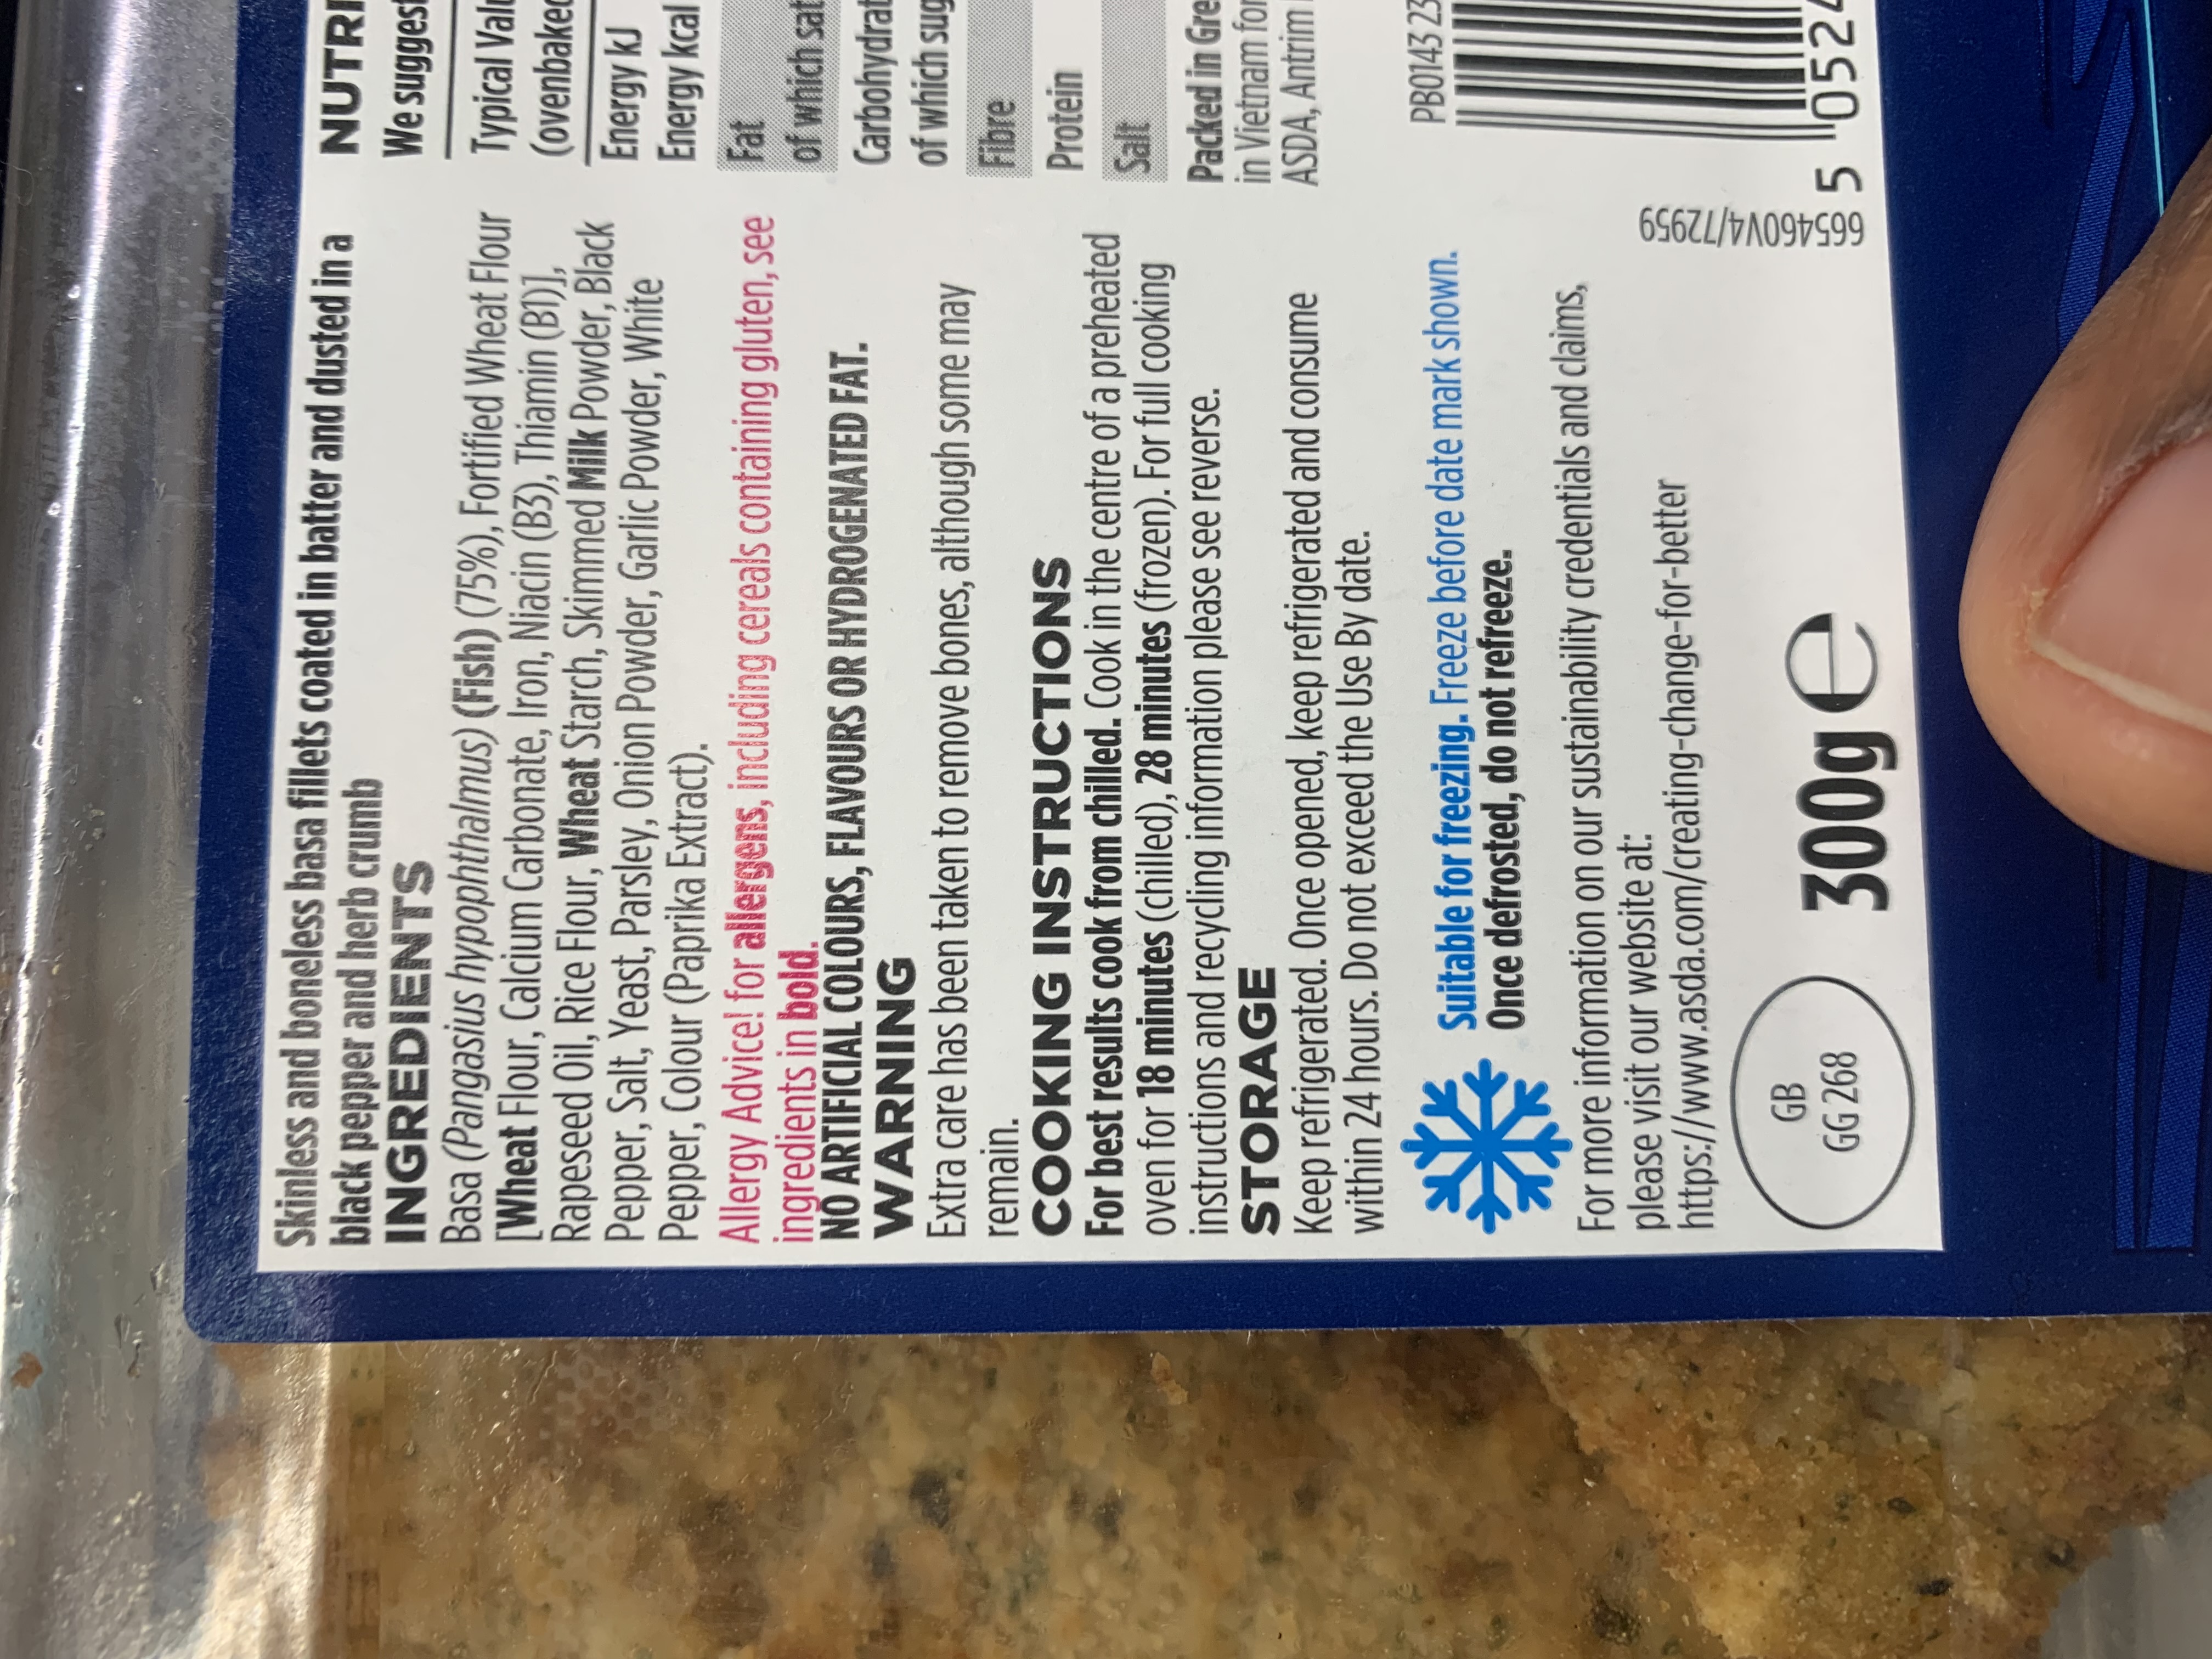 Skinless and boneless basa fillets coated in batter and dusted in a
black pepper and herb crumb
INGREDIENTS
Basa (Pangasius hypophthalmus) (Fish) (75%), Fortified Wheat Flour
[Wheat Flour, Calcium Carbonate, Iron, Niacin (B3), Thiamin (B1)],
Rapeseed Oil, Rice Flour, Wheat Starch, Skimmed Milk Powder, Black
Pepper, Salt, Yeast, Parsley, Onion Powder, Garlic Powder, White
Pepper, Colour (Paprika Extract).
Allergy Advice! for allergens, including cereals containing gluten, see
ingredients in bold.
NO ARTIFICIAL COLOURS, FLAVOURS OR HYDROGENATED FAT.
WARNING
Extra care has been taken to remove bones, although some may
remain.
COOKING INSTRUCTIONS
For best results cook from chilled. Cook in the centre of a preheated
oven for 18 minutes (chilled), 28 minutes (frozen). For full cooking
instructions and recycling information please see reverse.
STORAGE
Keep refrigerated. Once opened, keep refrigerated and consume
within 24 hours. Do not exceed the Use By date.
Suitable for freezing. Freeze before date mark shown.
Once defrosted, do not refreeze.
For more information on our sustainability credentials and claims,
please visit our website at:
https://www.asda.com/creating-change-for-better
GB
GG 268
300g e
665460V4/72959
NUTRI
We suggest
Typical Valu
(ovenbaked
Energy kJ
Energy kcal
Fat
of which sat
Carbohydrat
of which sug
Fibre
Protein
Salt
Packed in Gre
in Vietnam for
ASDA, Antrim
PB0143 23
5 0524